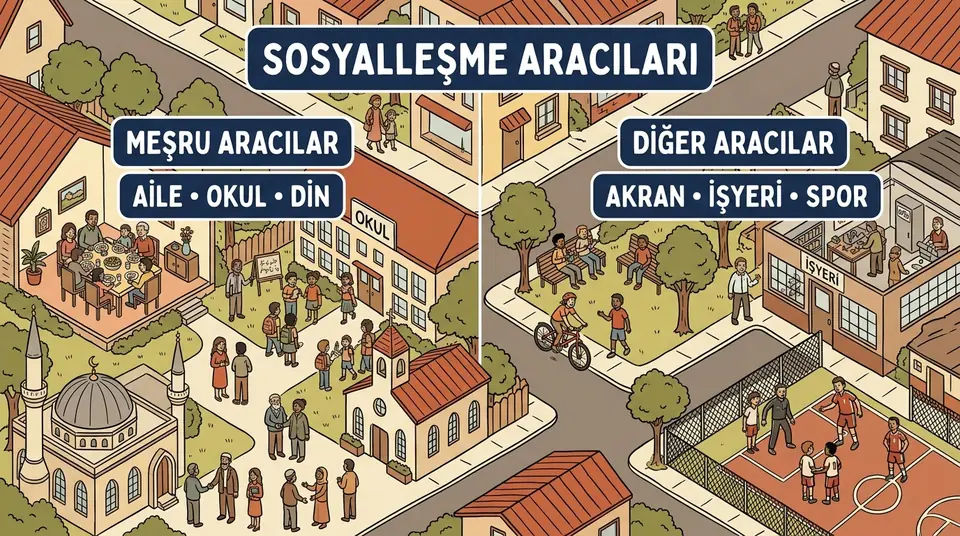 SOSYALLEŞME ARACILARI
MEŞRU ARACILAR
AİLE • OKUL • DİN
DİĞER ARACILAR
AKRAN • İŞYERİ • SPOR
OKUL
İŞYERİ